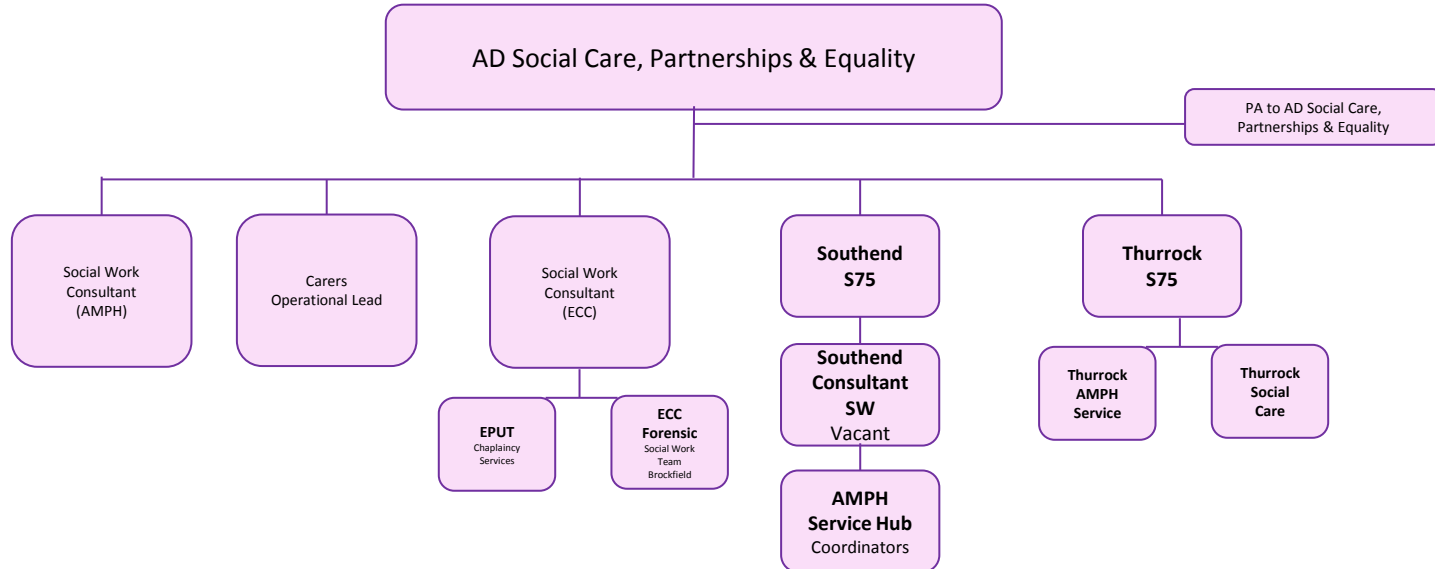 AD Social Care, Partnerships & Equality
PA to AD Social Care,
Partnerships & Equality
Social Work
Consultant
(AMPH)
Carers
Operational Lead
Social Work
Consultant
(ECC)
Southend
S75
Thurrock
S75
EPUT
Chaplaincy
Services
ECC
Forensic
Social Work
Team
Brockfield
Southend
Consultant
SW
Vacant
AMPH
Service Hub
Coordinators
Thurrock
AMPH
Service
Thurrock
Social
Care